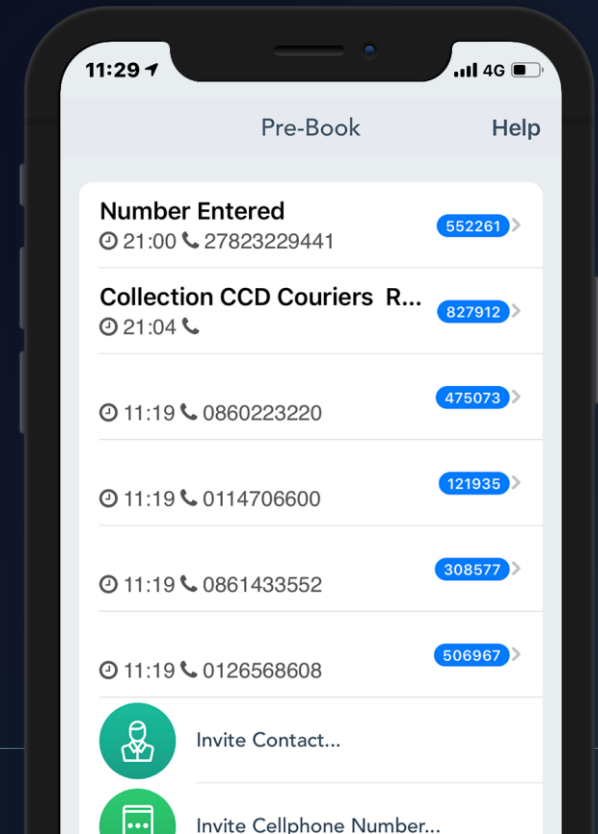 11:29 4G
Pre-Book Help
Number Entered
552261
21:00 27823229441
Collection CCD Couriers R...
827912
21:04
475073
11:19 0860223220
121935
11:19 0114706600
308577
11:19 0861433552
506967
11:19 0126568608
Invite Contact...
Invite Cellphone Number...